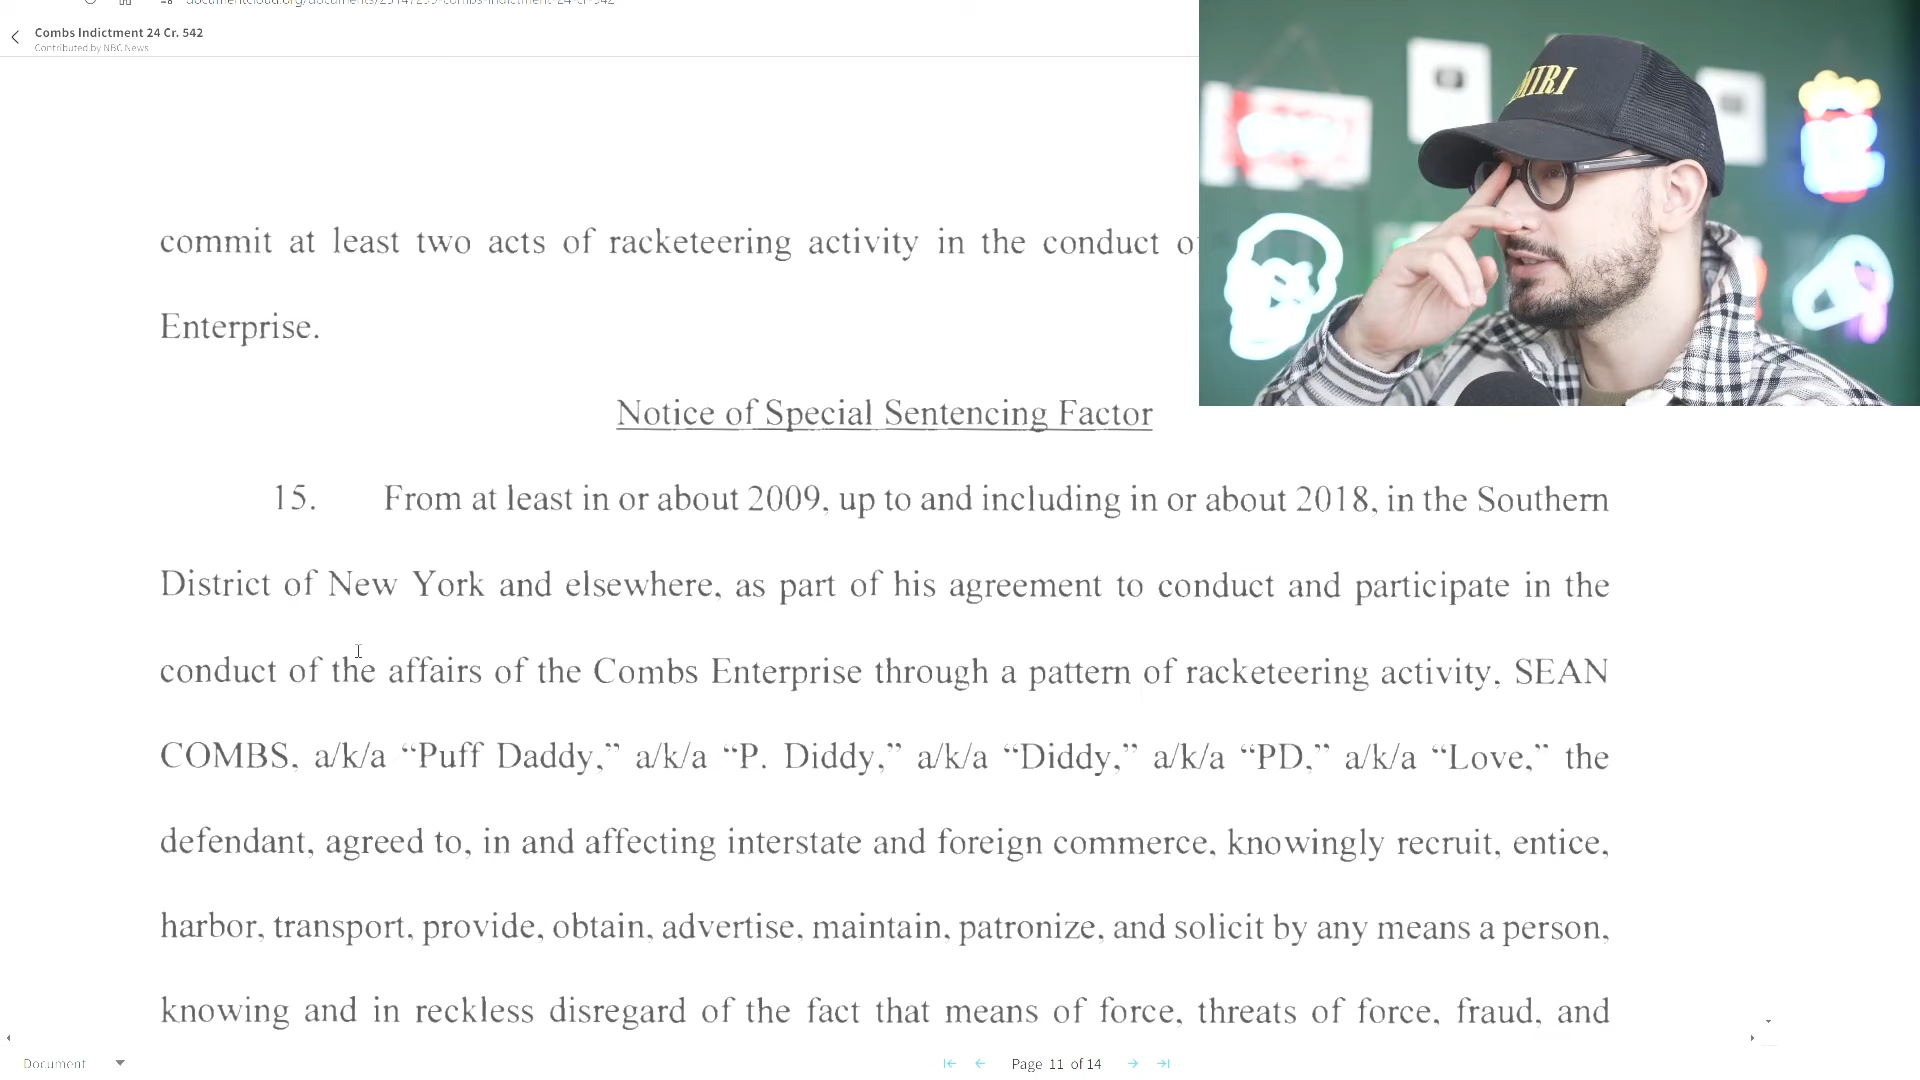 Combs Indictment 24 Cr. 542
Contributed by NBC News
commit at least two acts of racketeering activity in the conduct
Enterprise.
Notice of Special Sentencing Factor
15. From at least in or about 2009, up to and including in or about 2018, in the Southern
District of New York and elsewhere, as part of his agreement to conduct and participate in the
conduct of the affairs of the Combs Enterprise through a pattern of racketeering activity, SEAN
COMBS, a/k/a “Puff Daddy,” a/k/a “P. Diddy,” a/k/a “Diddy,” a/k/a “PD,” a/k/a “Love,” the
defendant, agreed to, in and affecting interstate and foreign commerce, knowingly recruit, entice,
harbor, transport, provide, obtain, advertise, maintain, patronize, and solicit by any means a person,
knowing and in reckless disregard of the fact that means of force, threats of force, fraud, and
Document
Page 11 of 14
MIRI